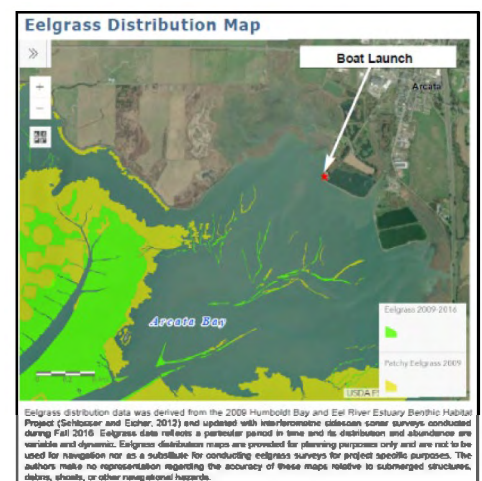 Eelgrass Distribution Map
Boat Launch
Arcata
Arcata Bay
Eelgrass 2009-2016
Patchy Eelgrass 2009
USDA
Eelgrass distribution data was derived from the 2009 Humboldt Bay and Eel River Estuary Benthic Habitat
Project (Schlosser and Eicher, 2012) and updated with interferometric sidescan sonar surveys conducted
during Fall 2016. Eelgrass data reflects a particular period in time and its distribution and abundance are
variable and dynamic. Eelgrass distribution maps are provided for planning purposes only and are not to be
used for navigation nor as a substitute for conducting eelgrass surveys for project specific purposes. The
authors make no representation regarding the accuracy of these maps relative to submerged structures,
debris, shoals, or other navigational hazards.